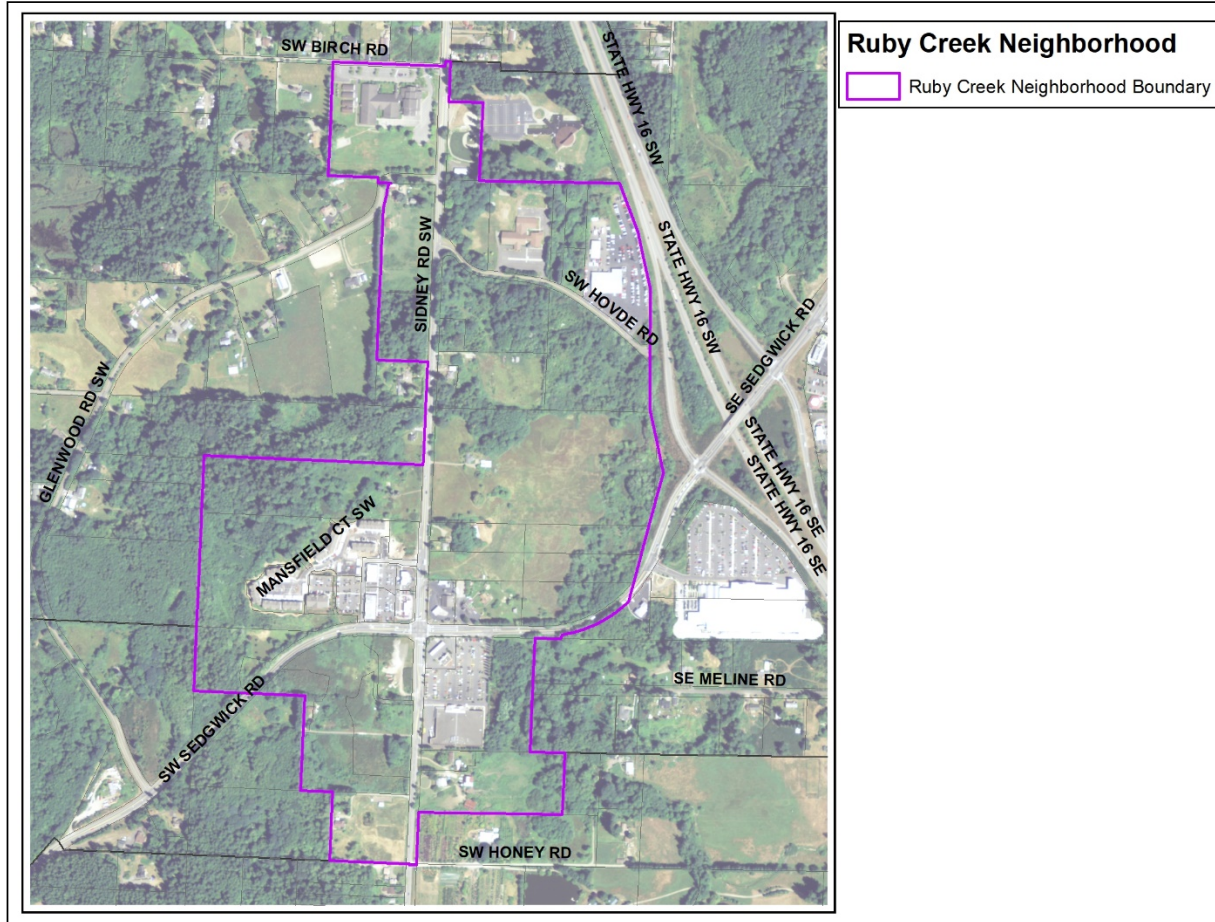 Ruby Creek Neighborhood
Ruby Creek Neighborhood Boundary
SW BIRCH RD
STATE HWY 16 SW
SIDNEY RD SW
STATE HWY 16 SW
SW HOVDE RD
SE SEDGWICK RD
GLENWOOD RD SW
STATE HWY 16 SE
STATE HWY 16 SE
MANSFIELD CT SW
SE MELINE RD
SW SEDGWICK RD
SW HONEY RD